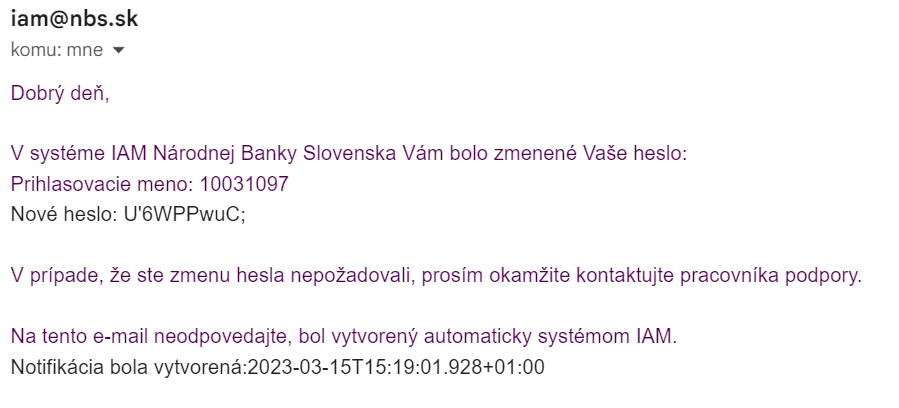 iam@nbs.sk
komu: mne
Dobrý deň,
V systéme IAM Národnej Banky Slovenska Vám bolo zmenené Vaše heslo:
Prihlasovacie meno: 10031097
Nové heslo: U'6WPPwuC;
V prípade, že ste zmenu hesla nepožadovali, prosím okamžite kontaktujte pracovníka podpory.
Na tento e-mail neodpovedajte, bol vytvorený automaticky systémom IAM.
Notifikácia bola vytvorená:2023-03-15T15:19:01.928+01:00